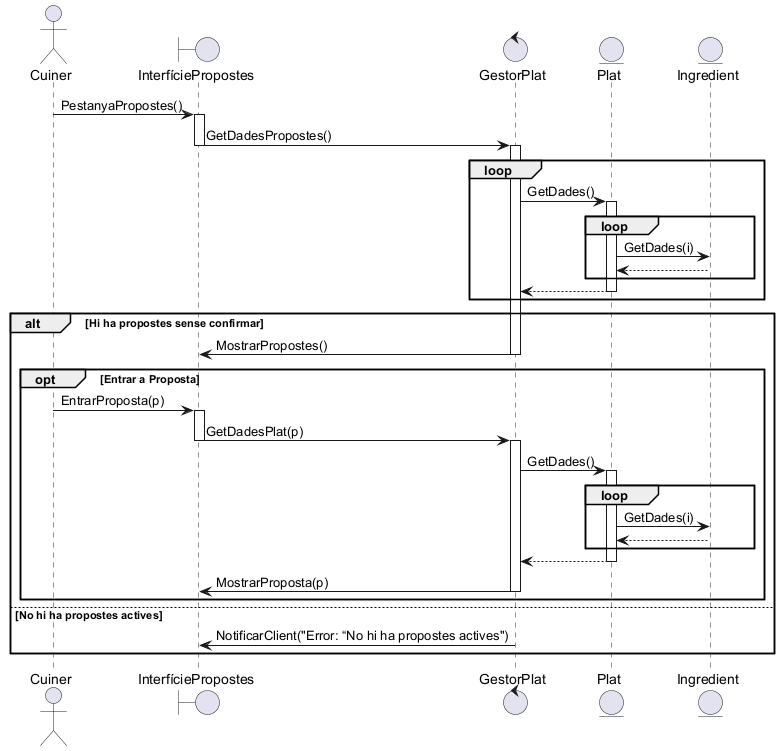 Cuiner
InterfíciePropostes
GestorPlat
Plat
Ingredient
PestanyaPropostes()
GetDadesPropostes()
loop
GetDades()
loop
GetDades(i)
alt
[Hi ha propostes sense confirmar]
MostrarPropostes()
opt
[Entrar a Proposta]
EntrarProposta(p)
GetDadesPlat(p)
GetDades()
loop
GetDades(i)
MostrarProposta(p)
[No hi ha propostes actives]
NotificarClient("Error: “No hi ha propostes actives")
Cuiner
InterfíciePropostes
GestorPlat
Plat
Ingredient